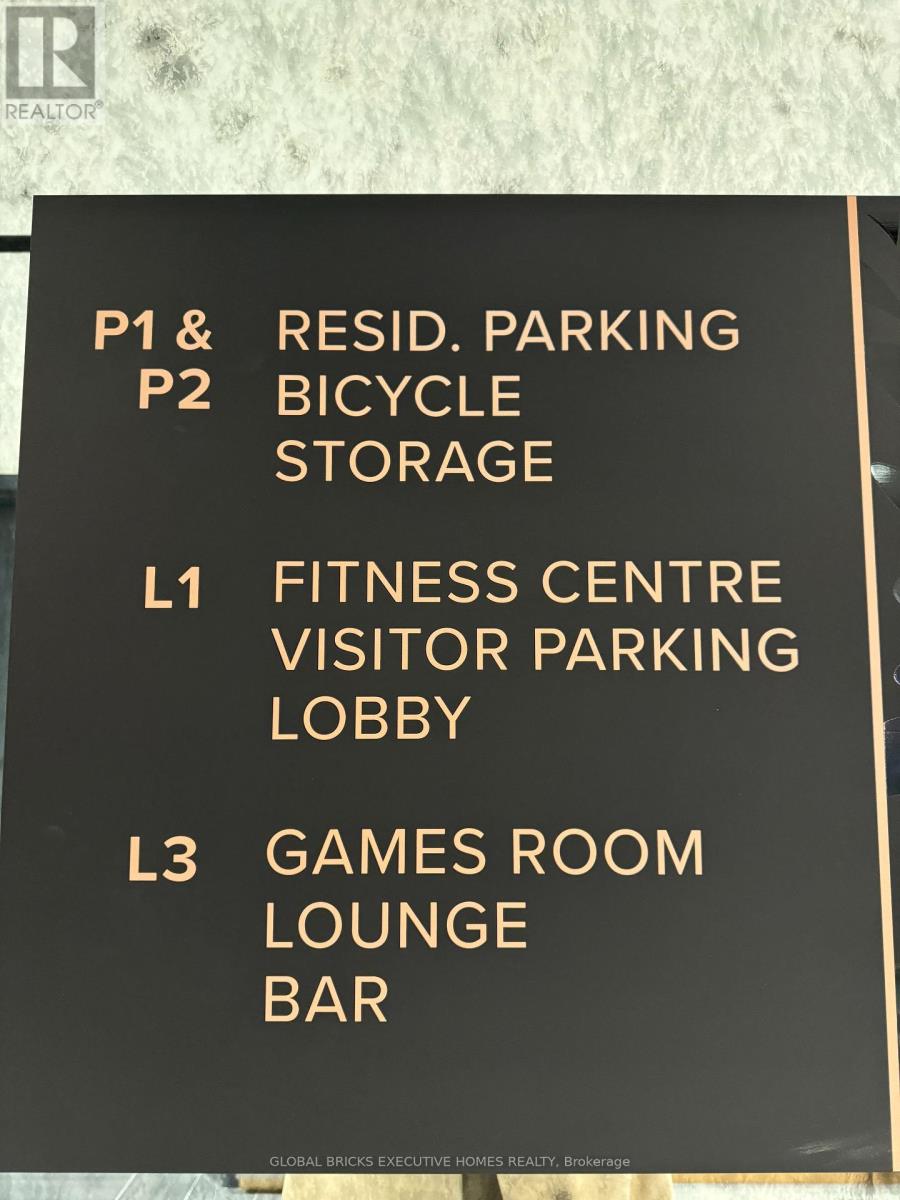 REALTOR®
P1 & RESID. PARKING
P2 BICYCLE
STORAGE
L1 FITNESS CENTRE
VISITOR PARKING
LOBBY
L3 GAMES ROOM
LOUNGE
BAR
GLOBAL BRICKS EXECUTIVE HOMES REALTY, Brokerage